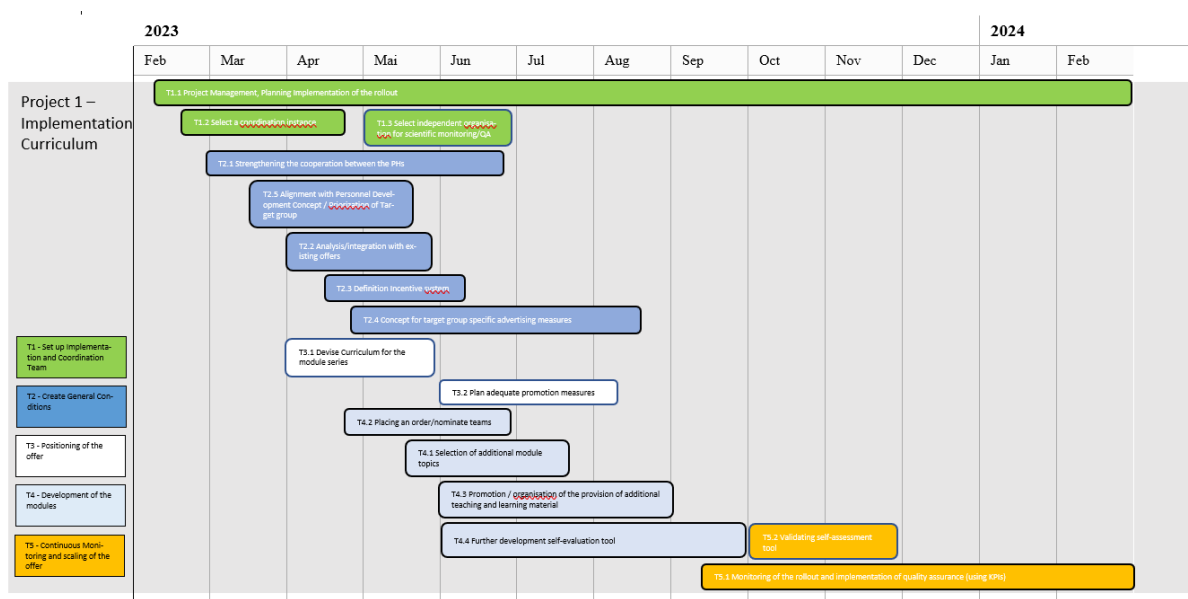 2023
2024
Feb
Mar
Apr
Mai
Jun
Jul
Aug
Sep
Oct
Nov
Dec
Jan
Feb
Project 1 –
Implementation
Curriculum
T1.1 Project Management, Planning Implementation of the rollout
T1.2 Select a coordination instance
T1.3 Select independent organisa-
tion for scientific monitoring/QA
T2.1 Strengthening the cooperation between the PHs
T2.5 Alignment with Personnel Devel-
opment Concept / Priorization of Tar-
get group
T2.2 Analysis/integration with ex-
isting offers
T2.3 Definition Incentive system
T2.4 Concept for target group specific advertising measures
T3.1 Devise Curriculum for the
module series
T3.2 Plan adequate promotion measures
T4.2 Placing an order/nominate teams
T4.1 Selection of additional module
topics
T4.3 Promotion / organisation of the provision of additional
teaching and learning material
T4.4 Further development self-evaluation tool
T5.2 Validating self-assessment
tool
T5.1 Monitoring of the rollout and implementation of quality assurance (using KPIs)
T1 - Set up Implementa-
tion and Coordination
Team
T2 - Create General Con-
ditions
T3 - Positioning of the
offer
T4 - Development of the
modules
T5 - Continuous Moni-
toring and scaling of the
offer